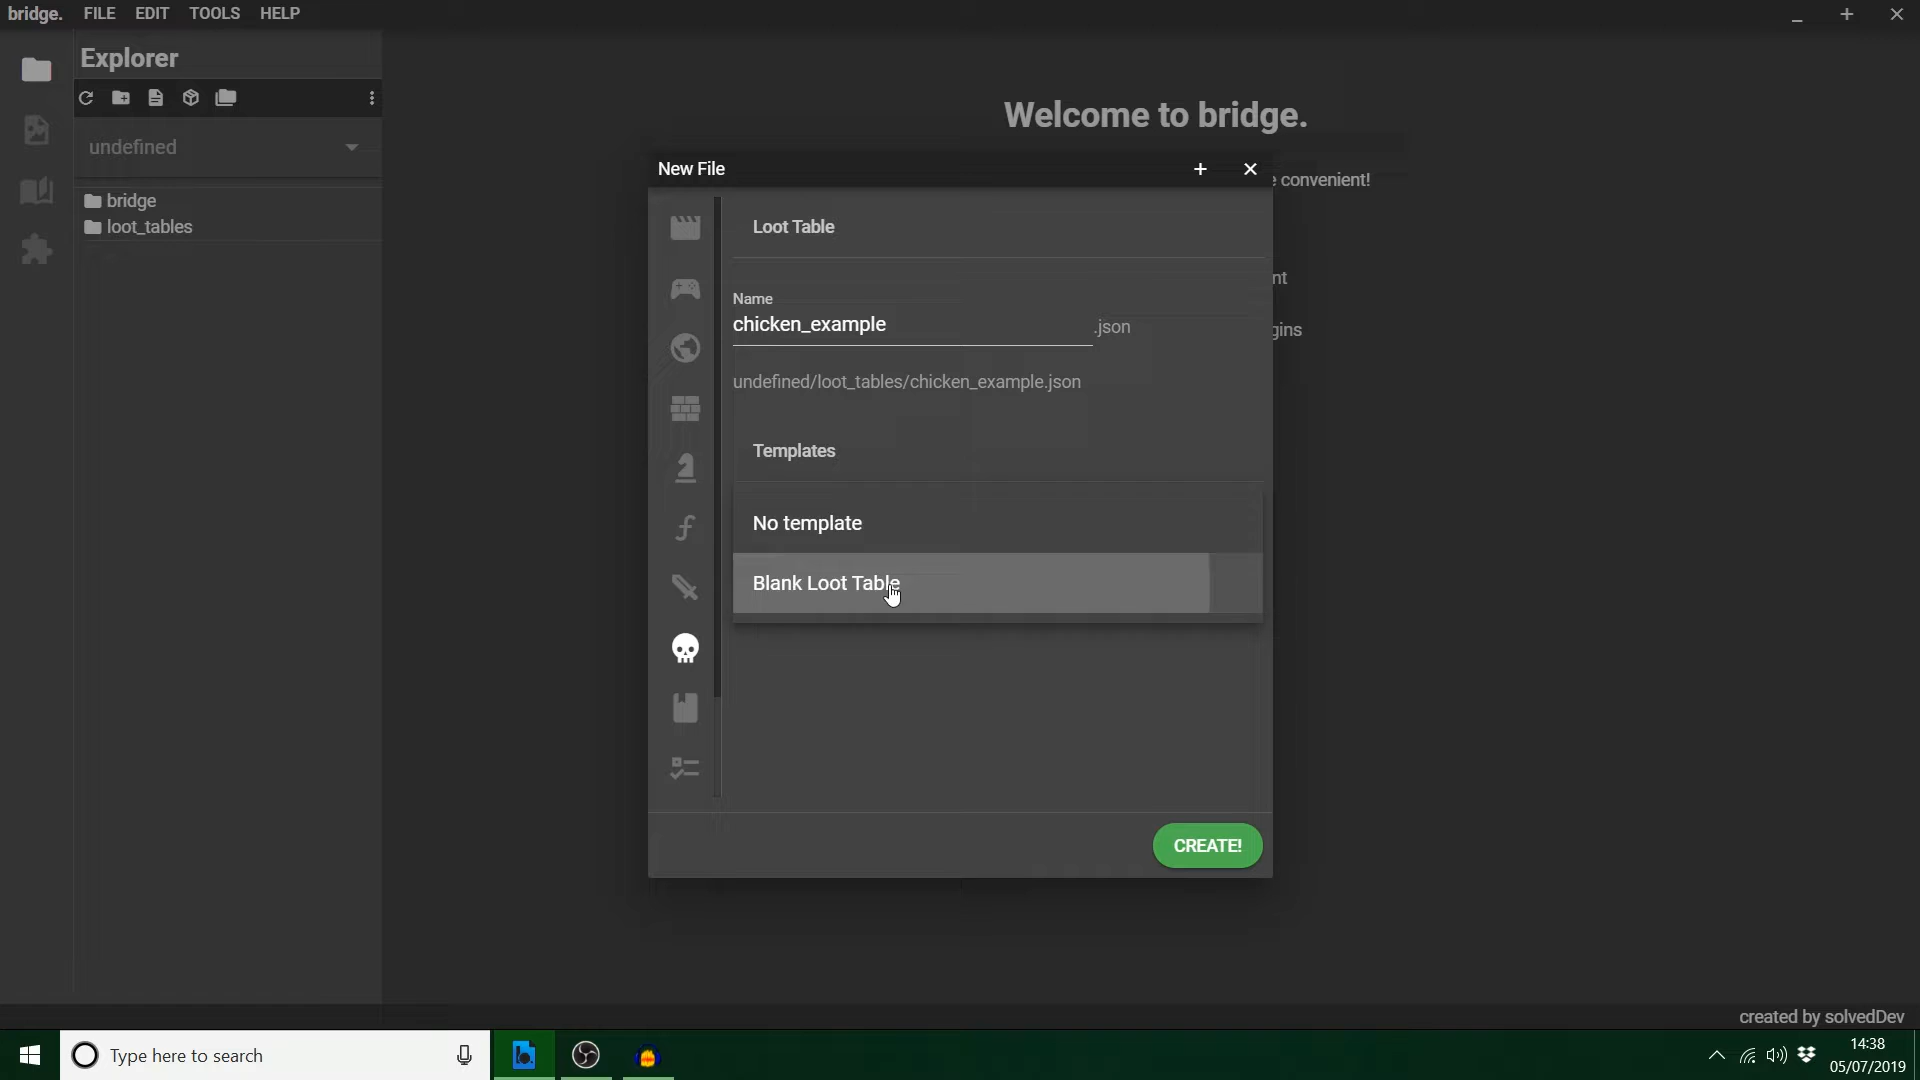 bridge. FILE EDIT TOOLS HELP
Explorer
undefined
bridge
loot_tables
Welcome to bridge.
convenient!
nt
gins
New File
Loot Table
Name
chicken_example
.json
undefined/loot_tables/chicken_example.json
Templates
No template
Blank Loot Table
CREATE!
created by solvedDev
Type here to search
14:38
05/07/2019